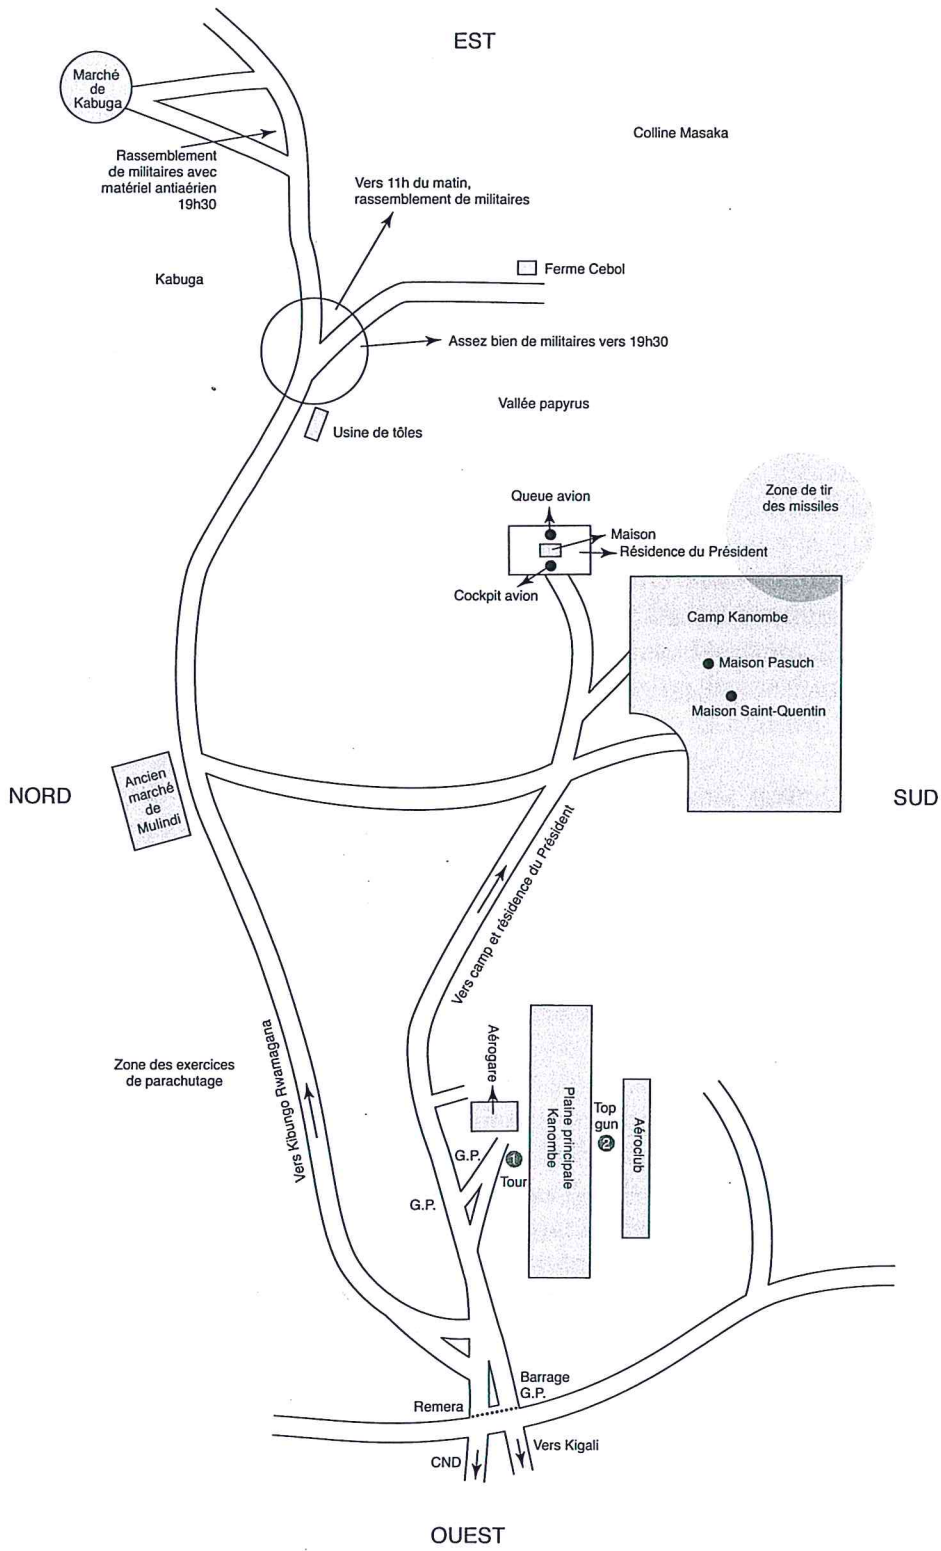 EST
Marché
de
Kabuga
Colline Masaka
Rassemblement
de militaires avec
matériel antiaérien
19h30
Vers 11h du matin,
rassemblement de militaires
Kabuga
Ferme Cebol
Assez bien de militaires vers 19h30
Vallée papyrus
Usine de tôles
Zone de tir
des missiles
Queue avion
Maison
Résidence du Président
Cockpit avion
Camp Kanombe
Maison Pasuch
Maison Saint-Quentin
Ancien
marché
de
Mulindi
NORD
SUD
Vers camp et résidence du Président
Vers Kibungo Rwamagana
Zone des exercices
de parachutage
Aérogare
Plaine principale
Kanombe
Top
gun
2
Aéroclub
G.P.
1
Tour
G.P.
Barrage
G.P.
Remera
Vers Kigali
CND
OUEST